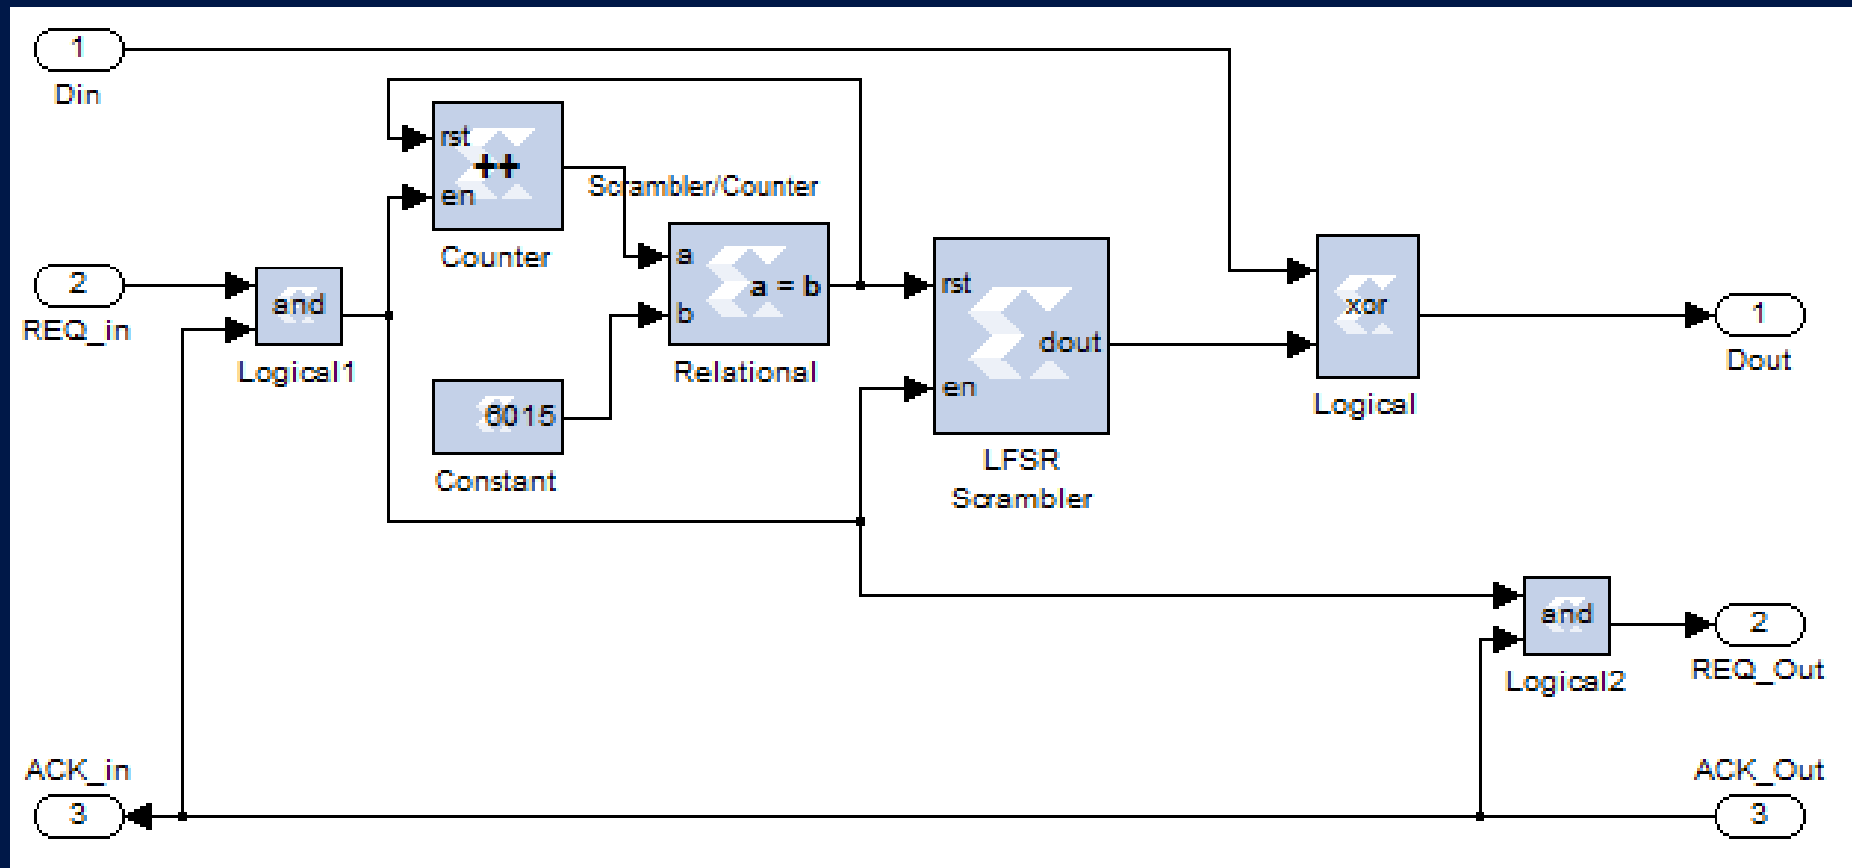 1
Din
rst
++
en
Counter
Scrambler/Counter
2
REQ_in
and
Logical1
a
a = b
b
Relational
6015
Constant
rst
dout
en
LFSR
Scrambler
xor
Logical
1
Dout
and
Logical2
2
REQ_Out
ACK_in
3
ACK_Out
3